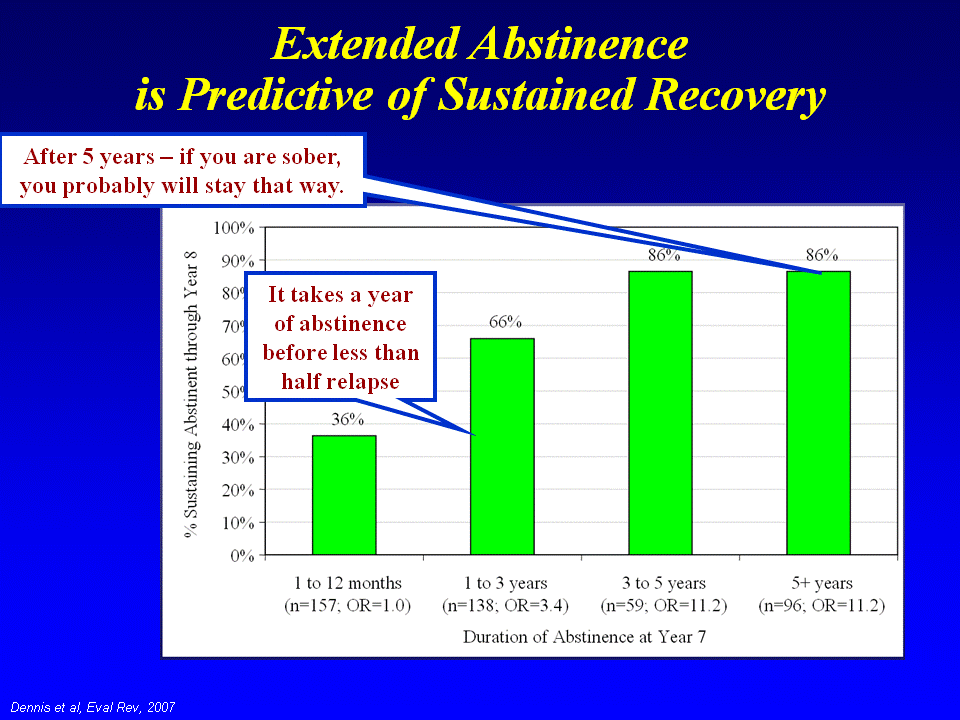 Extended Abstinence
is Predictive of Sustained Recovery
After 5 years – if you are sober,
you probably will stay that way.
It takes a year
of abstinence
before less than
half relapse
% Sustaining Abstinent through Year 8
100%
90%
80%
70%
60%
50%
40%
30%
20%
10%
0%
36%
66%
86%
86%
1 to 12 months
(n=157; OR=1.0)
1 to 3 years
(n=138; OR=3.4)
3 to 5 years
(n=59; OR=11.2)
5+ years
(n=96; OR=11.2)
Duration of Abstinence at Year 7
Dennis et al, Eval Rev, 2007